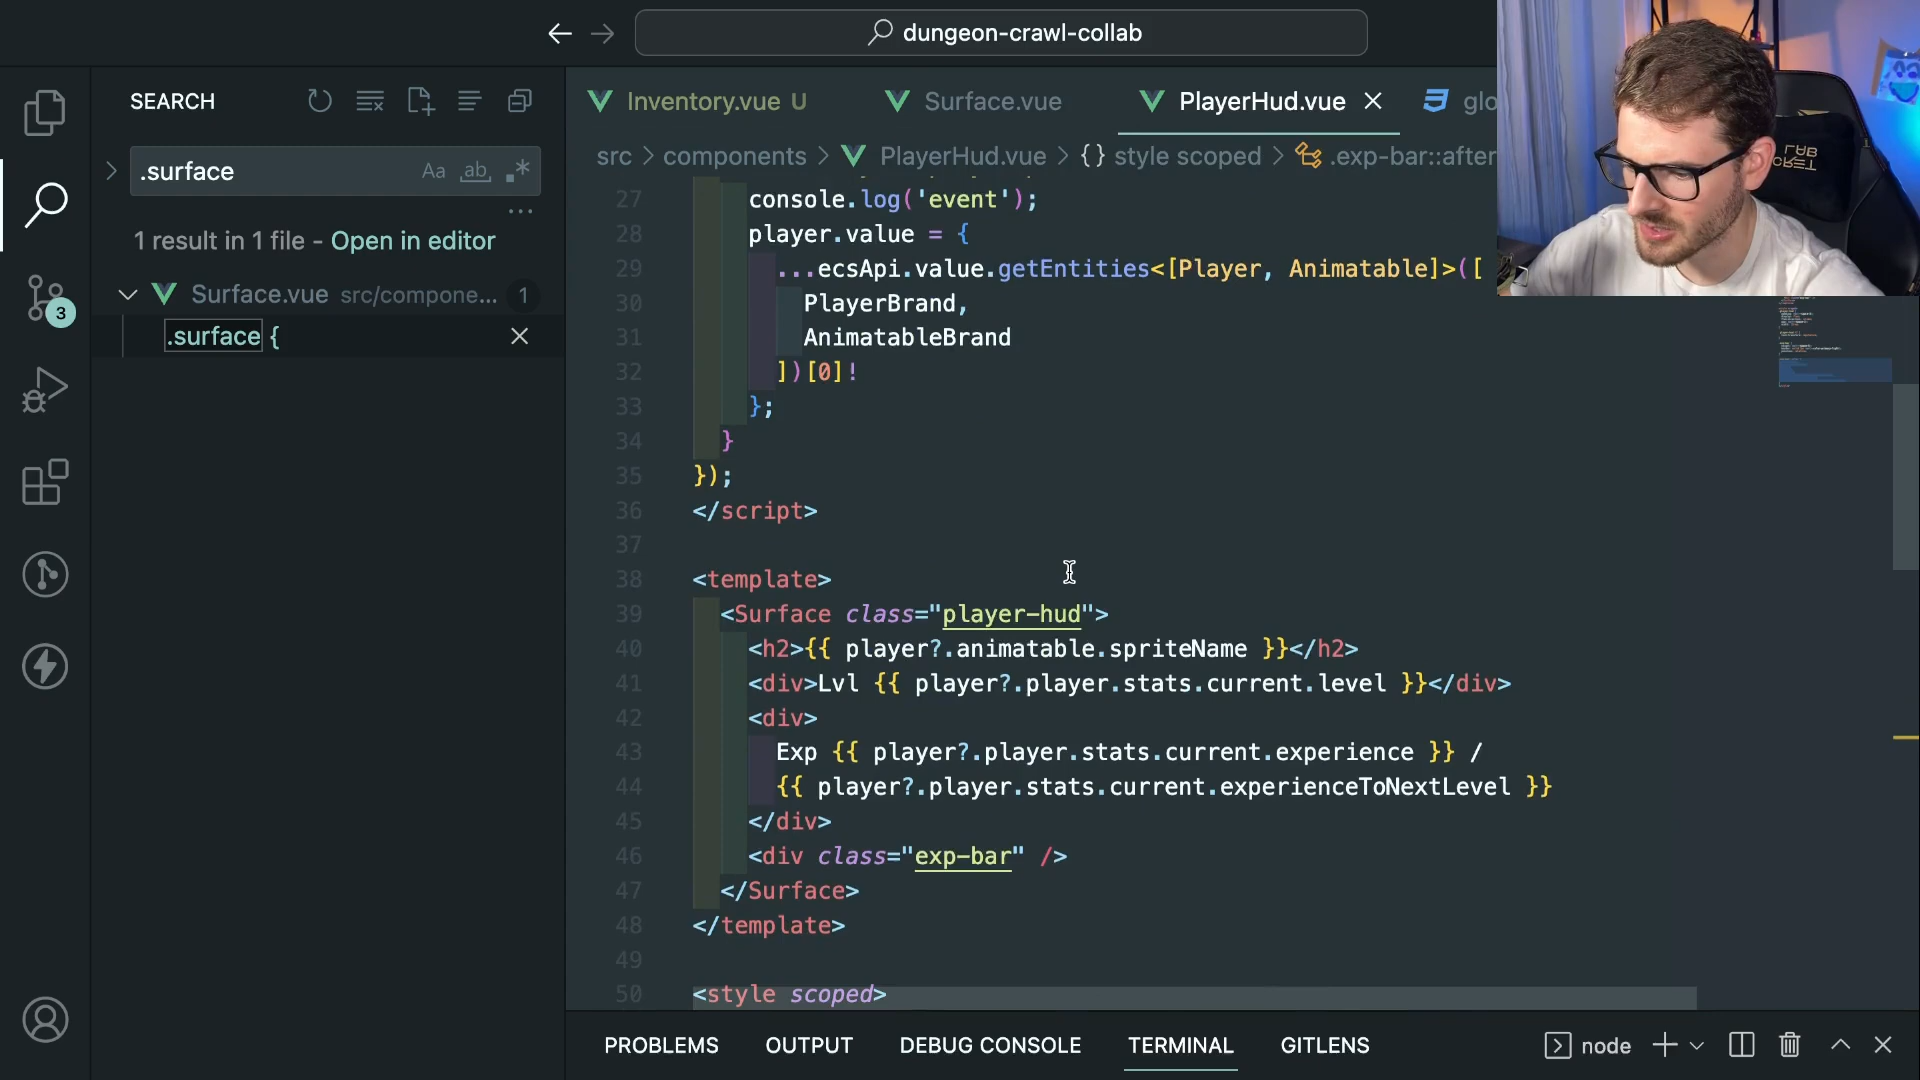 dungeon-crawl-collab
SEARCH
Inventory.vue U
Surface.vue
PlayerHud.vue
glo
.surface
Aa
ab
src > components > PlayerHud.vue > {} style scoped > .exp-bar::after
1 result in 1 file - Open in editor
Surface.vue src/compone... 1
.surface {
3
27 console.log('event');
28 player.value = {
29 ...ecsApi.value.getEntities<[Player, Animatable]>([
30 PlayerBrand,
31 AnimatableBrand
32 ])[0]!
33 };
34 }
35 });
36 </script>
37
38 <template>
39 <Surface class="player-hud">
40 <h2>{{ player?.animatable.spriteName }}</h2>
41 <div>Lvl {{ player?.player.stats.current.level }}</div>
42 <div>
43 Exp {{ player?.player.stats.current.experience }} /
44 {{ player?.player.stats.current.experienceToNextLevel }}
45 </div>
46 <div class="exp-bar" />
47 </Surface>
48 </template>
49
50 <style scoped>
PROBLEMS
OUTPUT
DEBUG CONSOLE
TERMINAL
GITLENS
node